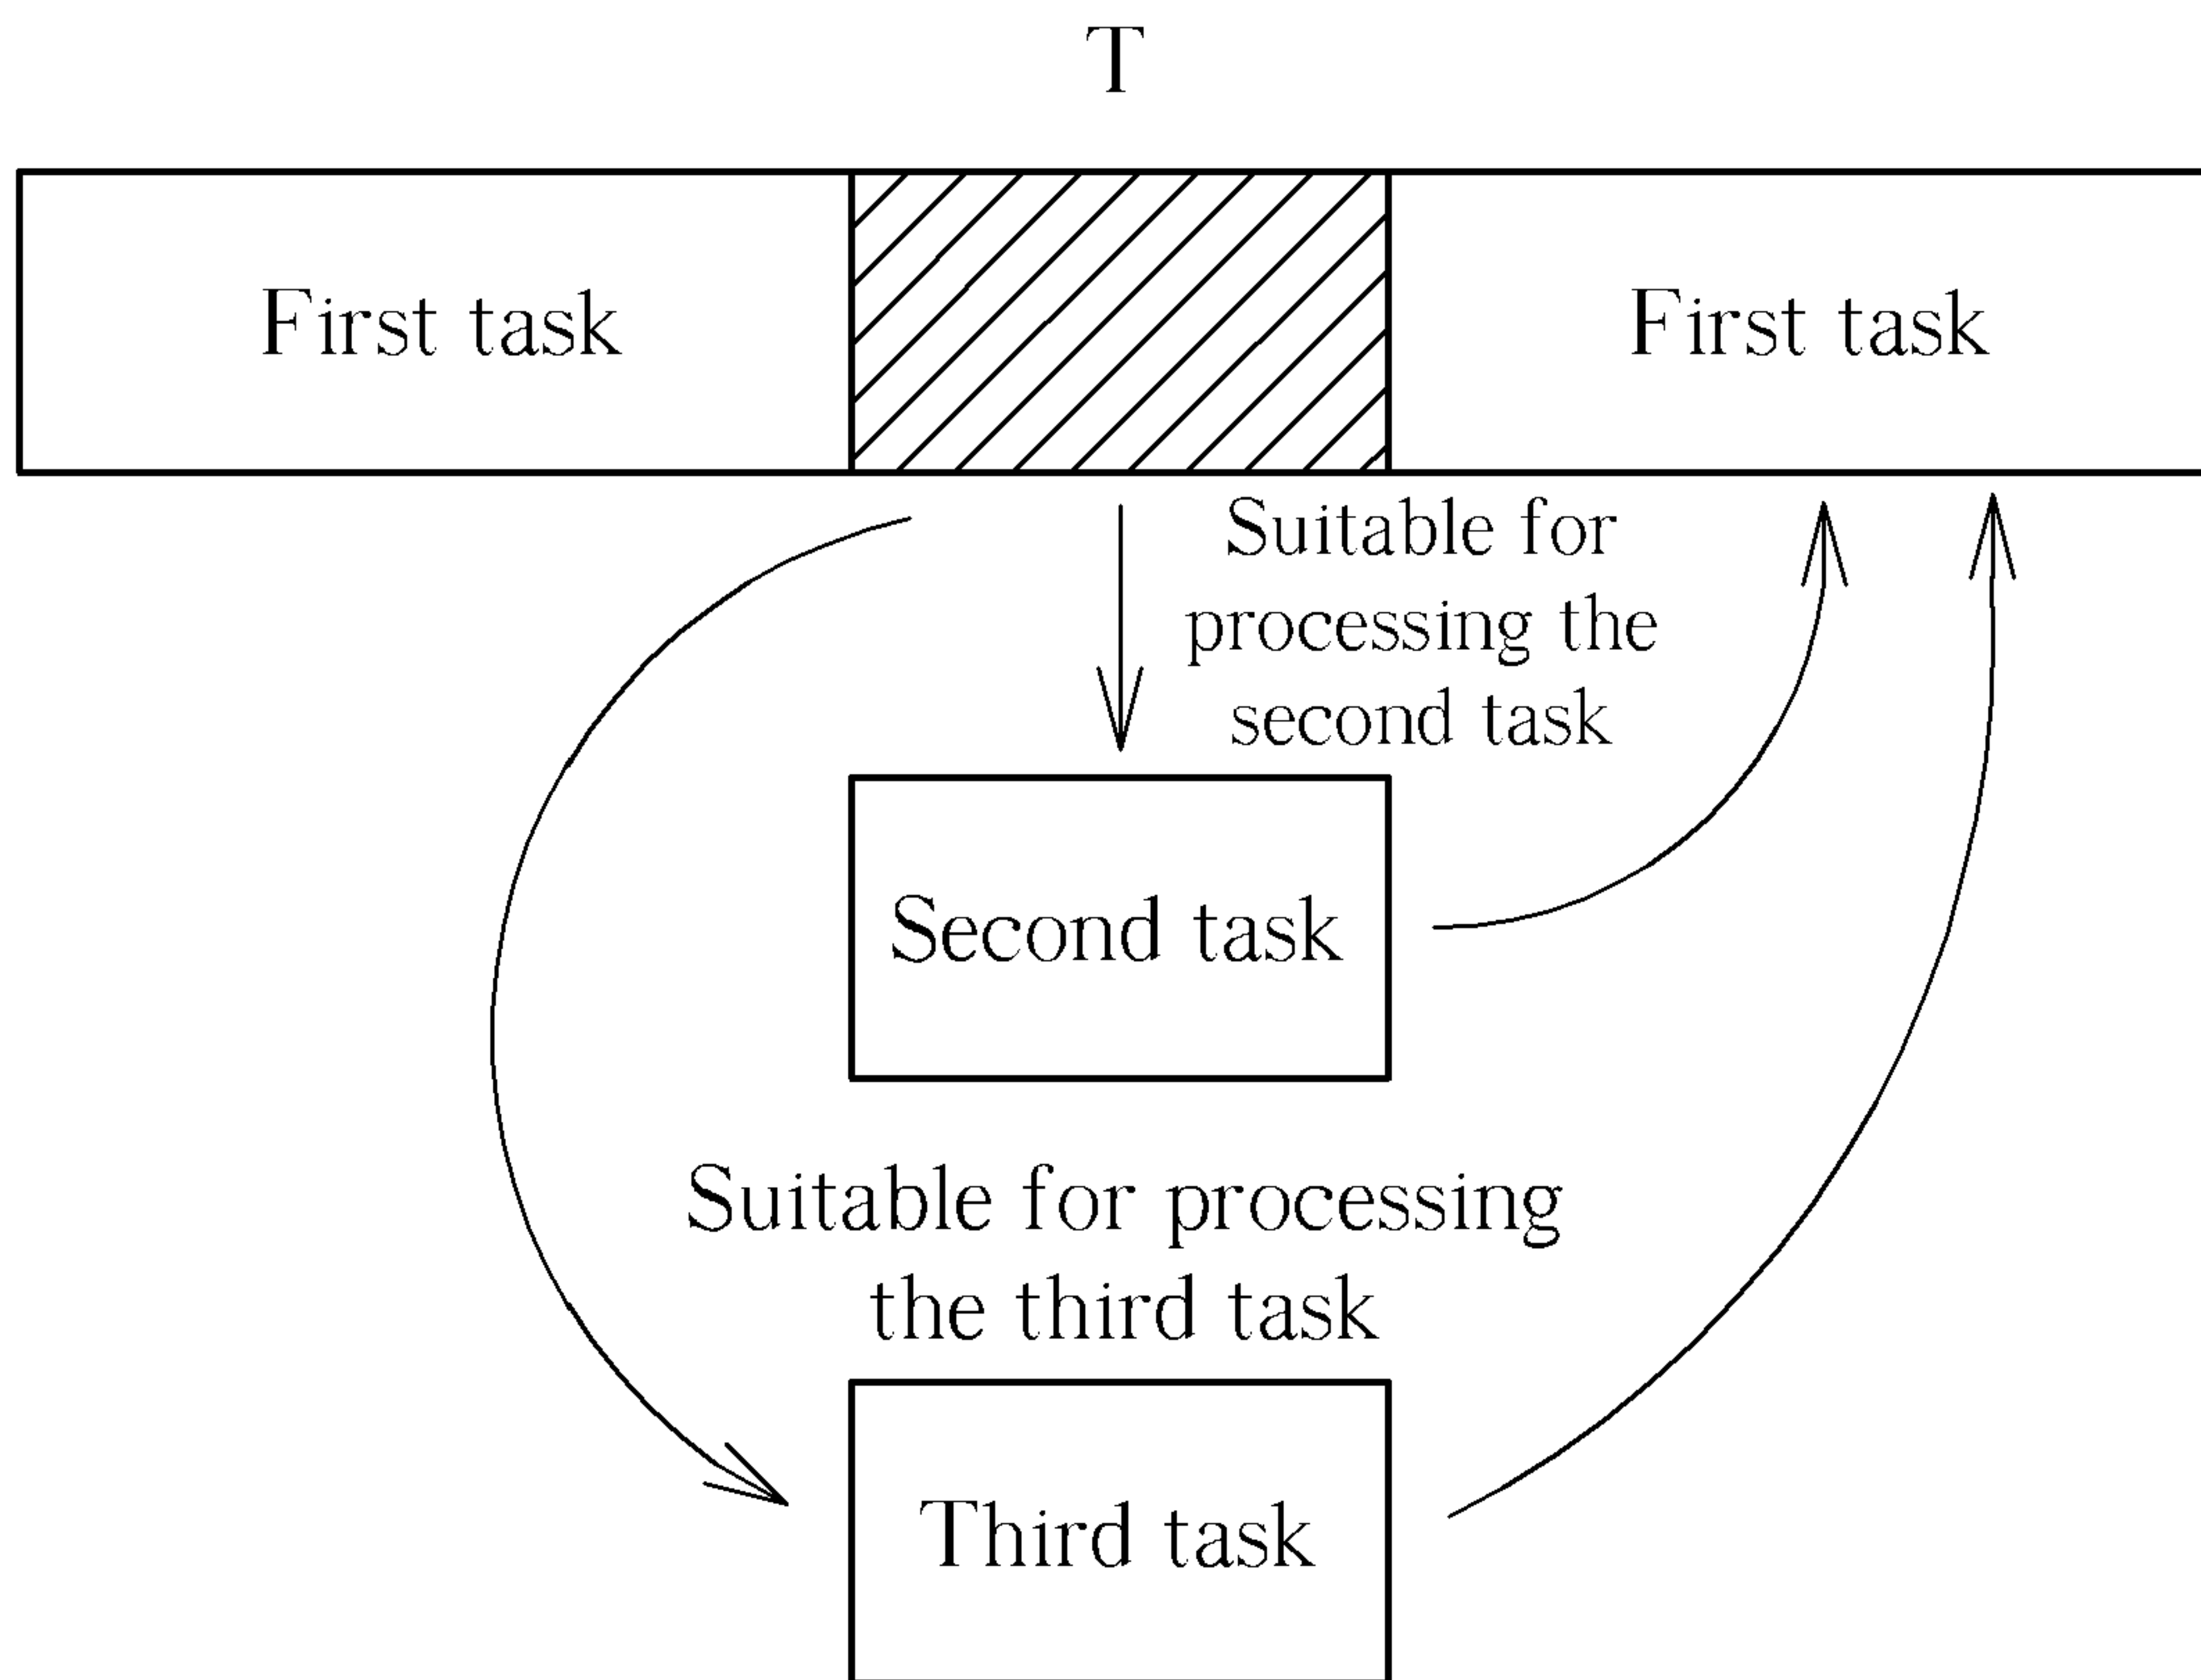 T
First task
First task
Suitable for
processing the
second task
Second task
Suitable for processing
the third task
Third task